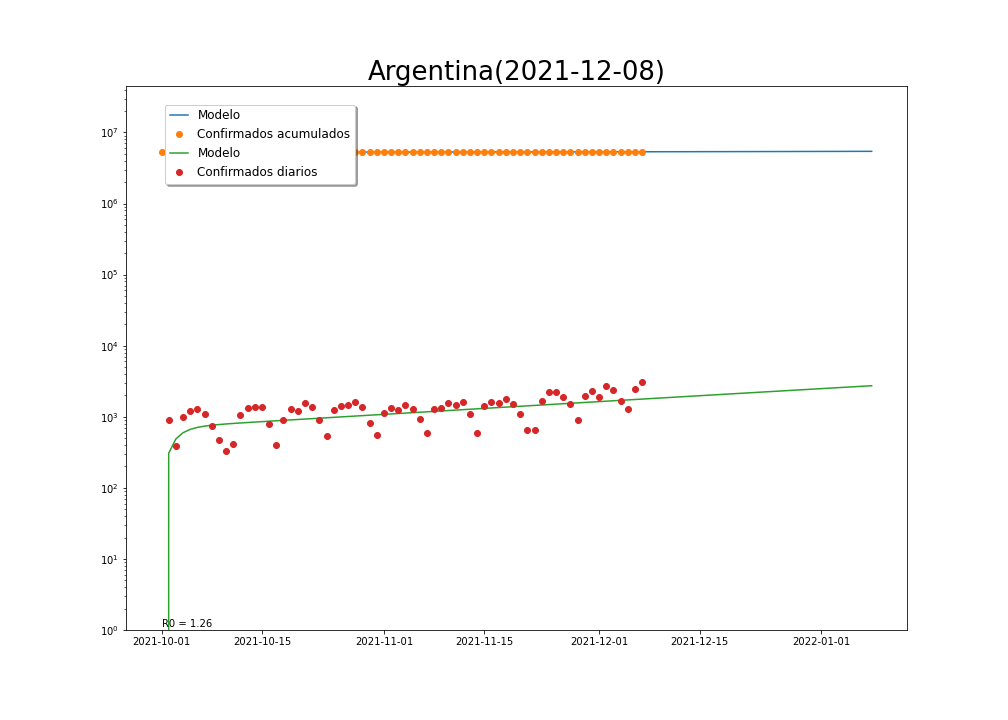 Argentina(2021-12-08)
Modelo
Confirmados acumulados
Modelo
Confirmados diarios
10⁷
10⁶
10⁵
10⁴
10³
10²
10¹
10⁰
R0 = 1.26
2021-10-01 2021-10-15 2021-11-01 2021-11-15 2021-12-01 2021-12-15 2022-01-01